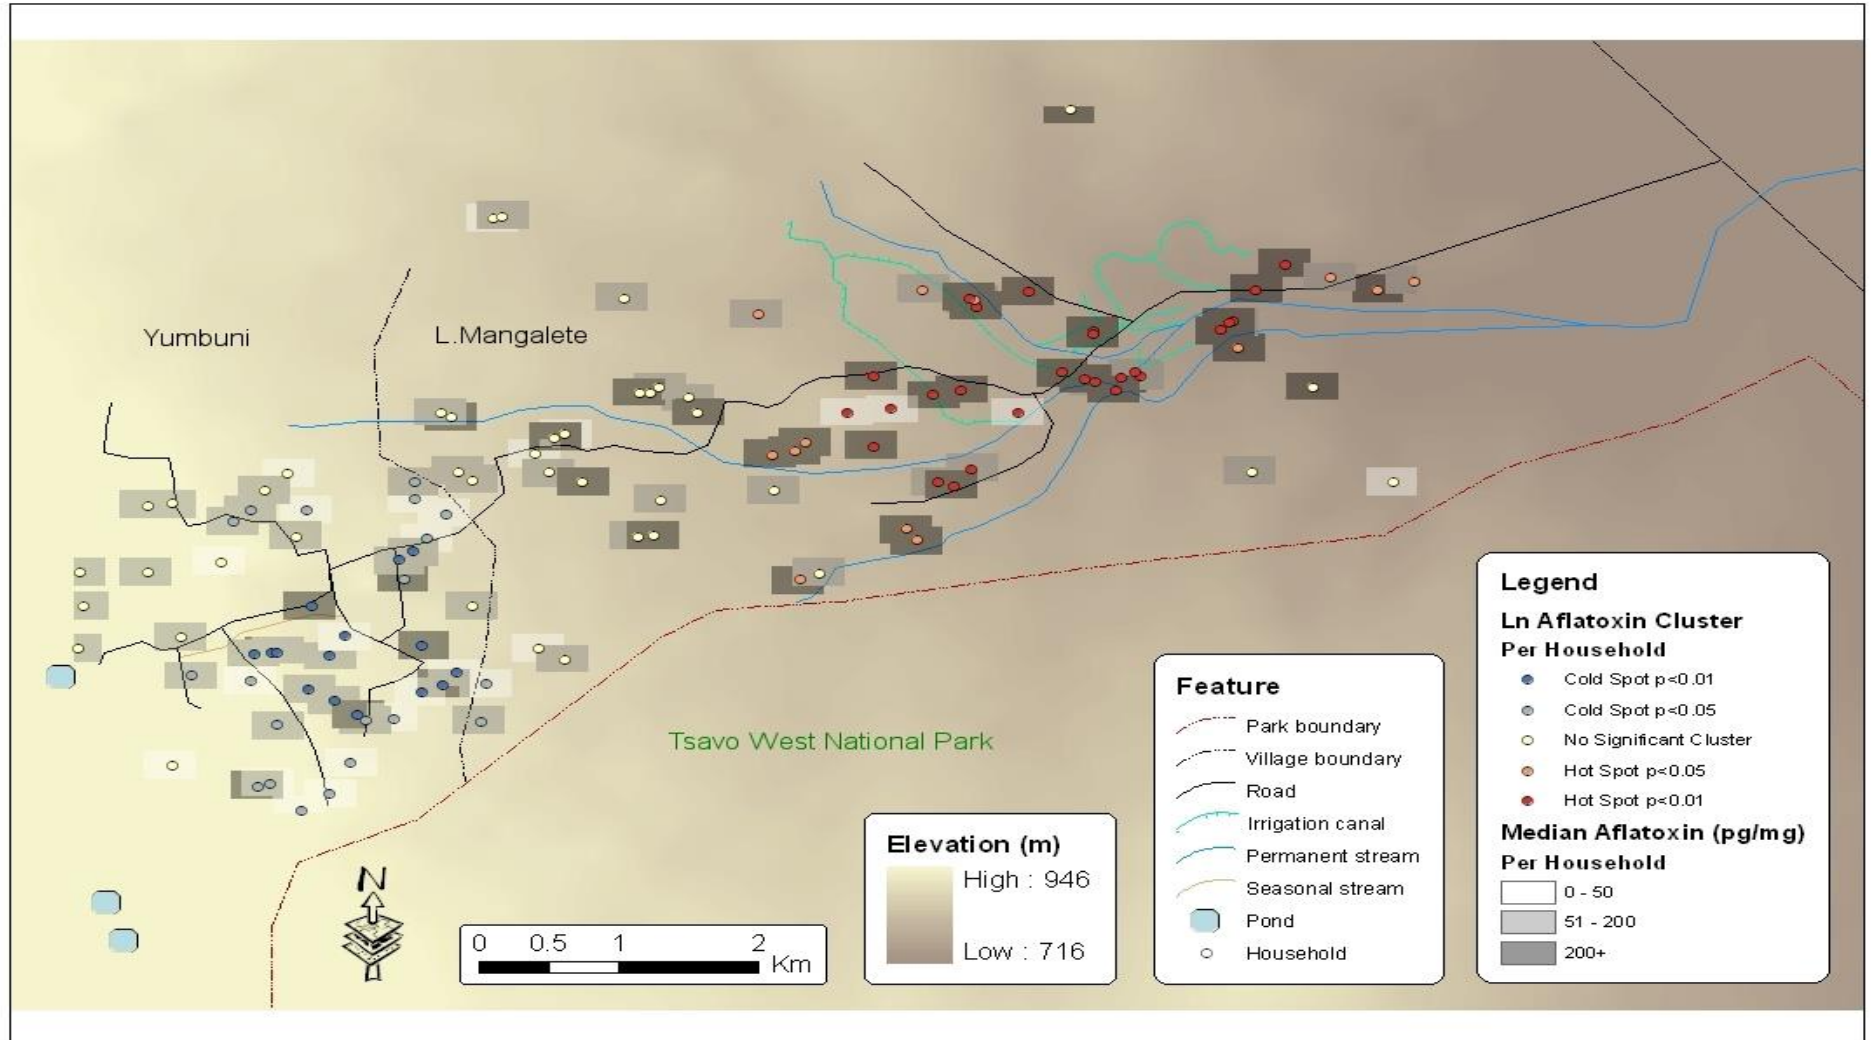 Yumbuni
L.Mangalete
Tsavo West National Park
N
0 0.5 1 2
Km
Elevation (m)
High : 946
Low : 716
Feature
Park boundary
Village boundary
Road
Irrigation canal
Permanent stream
Seasonal stream
Pond
Household
Legend
Ln Aflatoxin Cluster
Per Household
Cold Spot p<0.01
Cold Spot p<0.05
No Significant Cluster
Hot Spot p<0.05
Hot Spot p<0.01
Median Aflatoxin (pg/mg)
Per Household
0 - 50
51 - 200
200+